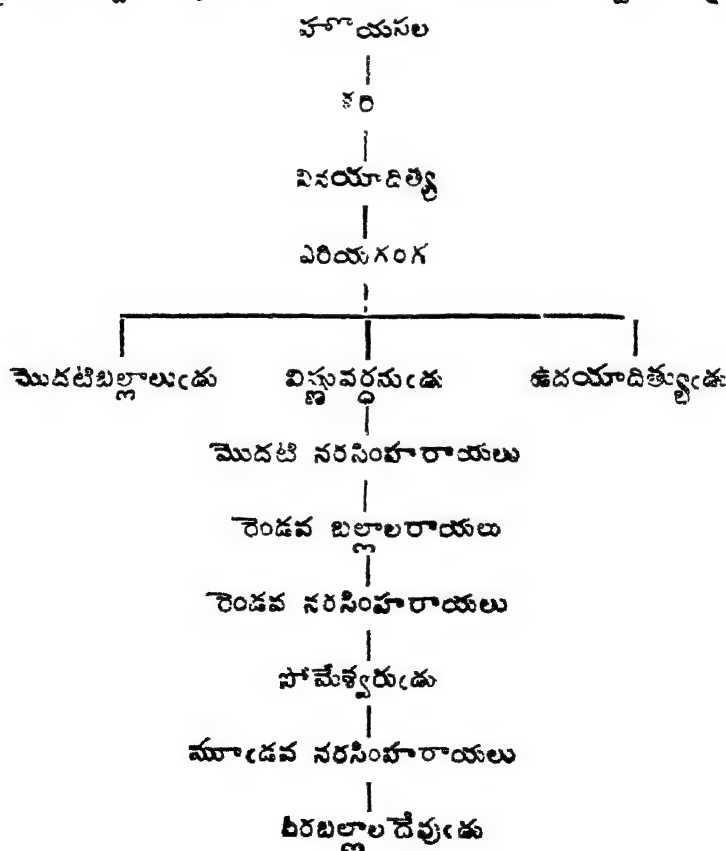 హొయసల
కరి
వినయాదిత్య
ఎరియగంగ
మొదటిబల్లాలుఁడు విష్ణువర్ధనుఁడు ఉదయాదిత్యుఁడు
మొదటి నరసింహరాయలు
రెండవ బల్లాలరాయలు
రెండవ నరసింహరాయలు
సోమేశ్వరుఁడు
మూఁడవ నరసింహరాయలు
వీరబల్లాలదేవుఁడు